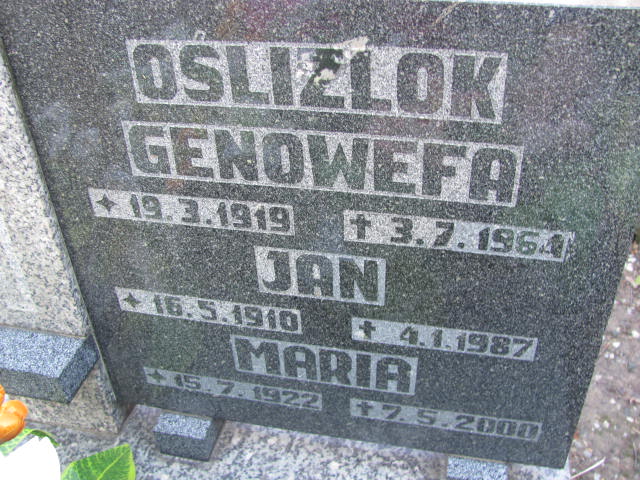 OŚLIZLOK
GENOWEFA
✦ 19.3.1919 ✝ 3.7.1964
JAN
✦ 16.5.1910 ✝ 4.1.1987
MARIA
✦ 15.7.1922 ✝ 7.5.2000